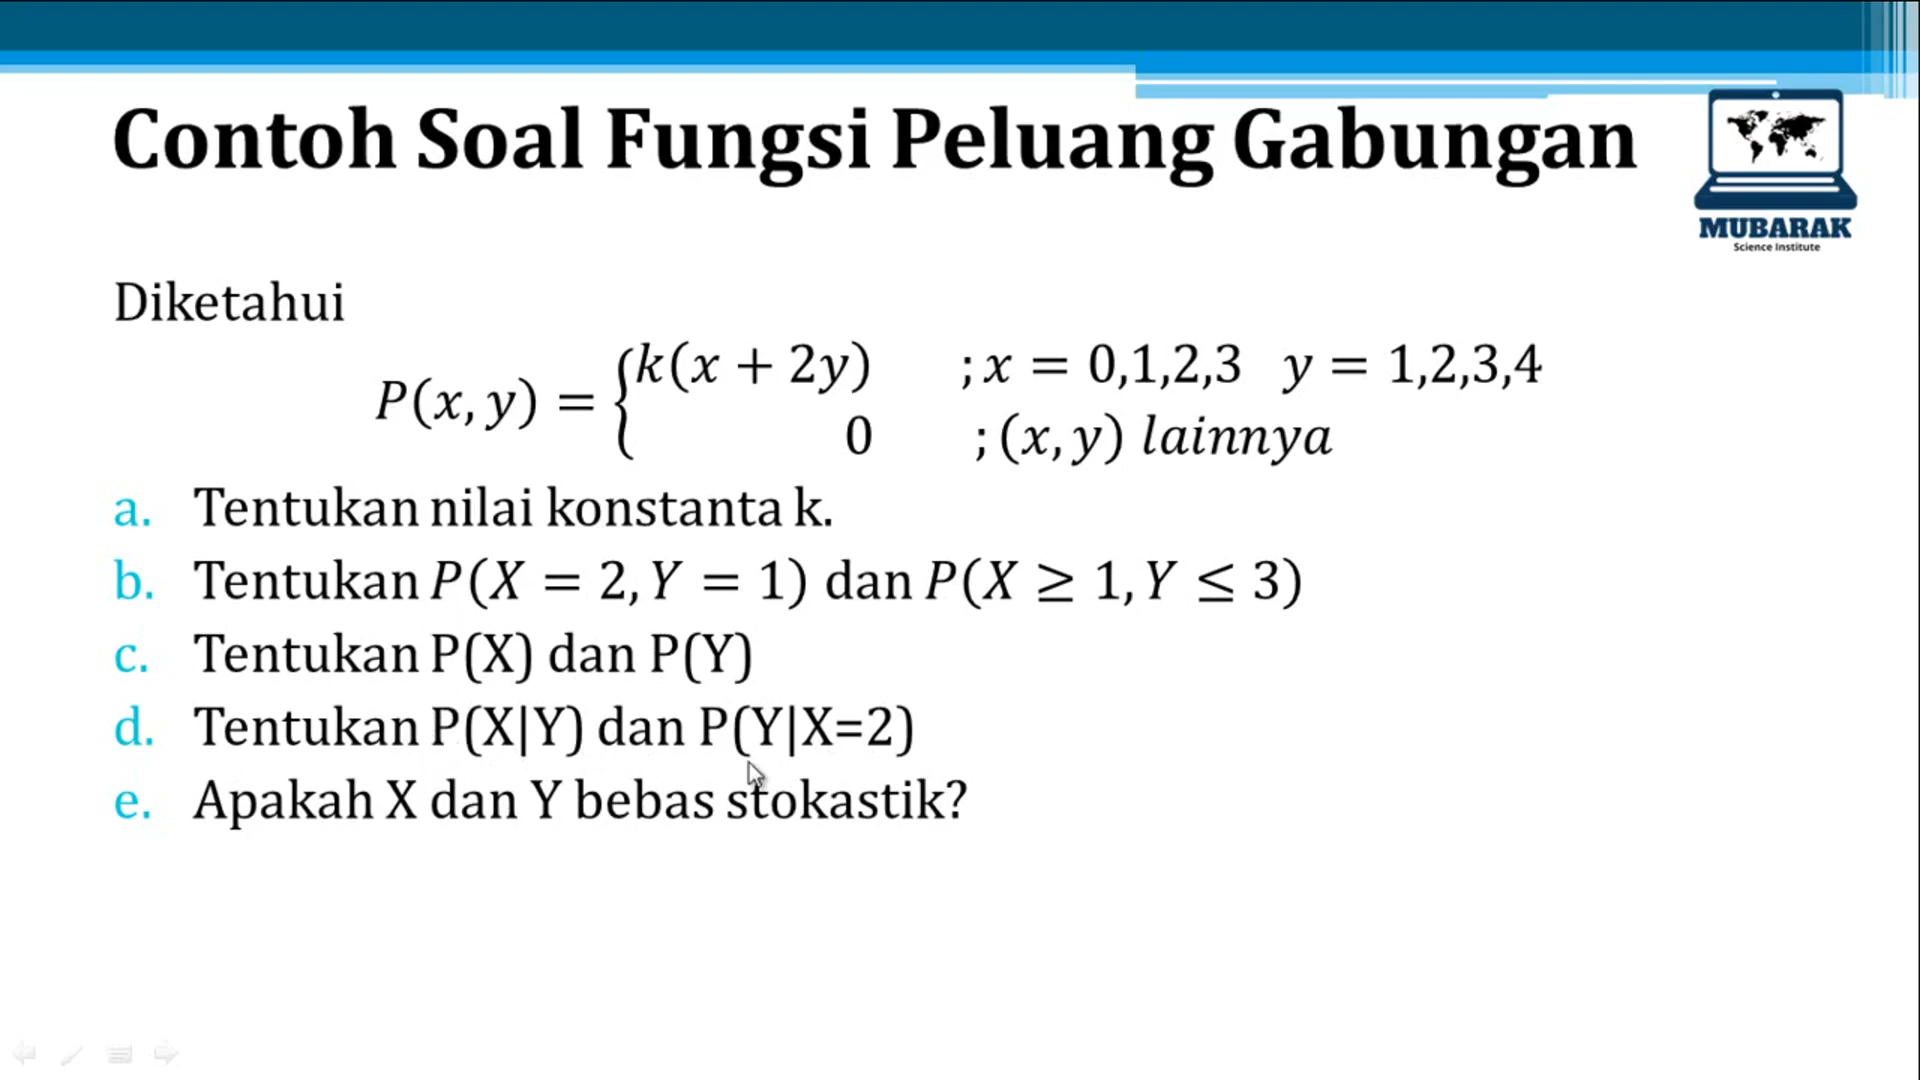 Contoh Soal Fungsi Peluang Gabungan
MUBARAK
Science Institute
Diketahui
P(x, y) = { k(x + 2y) ; x = 0,1,2,3 y = 1,2,3,4
0 ; (x, y) lainnya
a. Tentukan nilai konstanta k.
b. Tentukan P(X = 2, Y = 1) dan P(X ≥ 1, Y ≤ 3)
c. Tentukan P(X) dan P(Y)
d. Tentukan P(X|Y) dan P(Y|X=2)
e. Apakah X dan Y bebas stokastik?